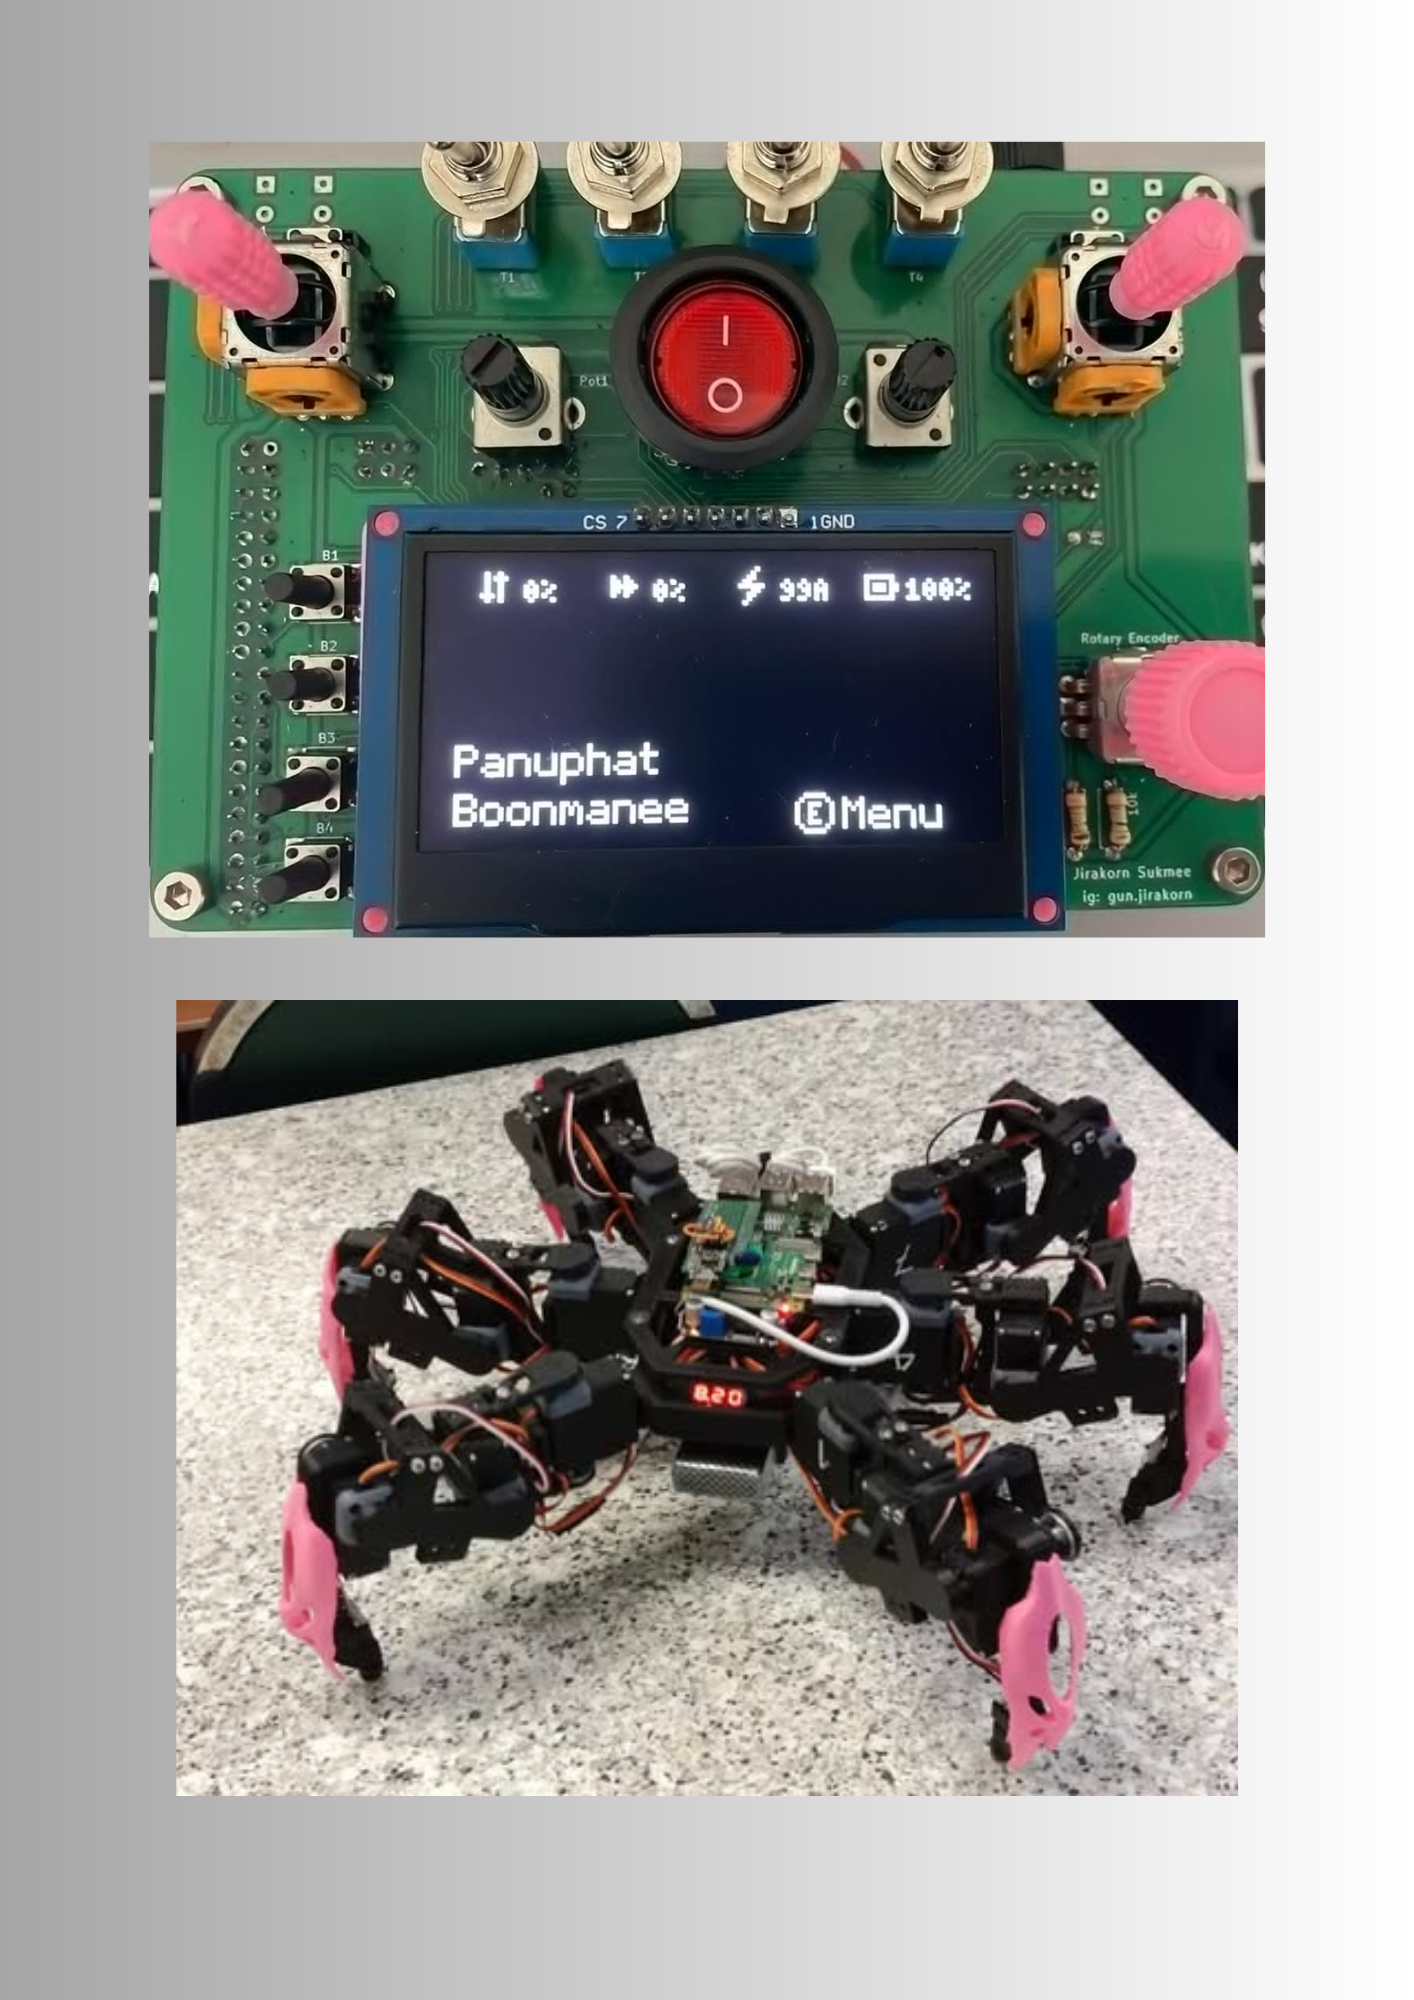 T1
T4
Pot1
I
O
CS 7
1GND
0% 0% 99A 100%
B1
B2
B3
B4
Rotary Encoder
Panuphat
Boonmanee
E Menu
10k
Jirakorn Sukmee
ig: gun.jirakorn
8.20